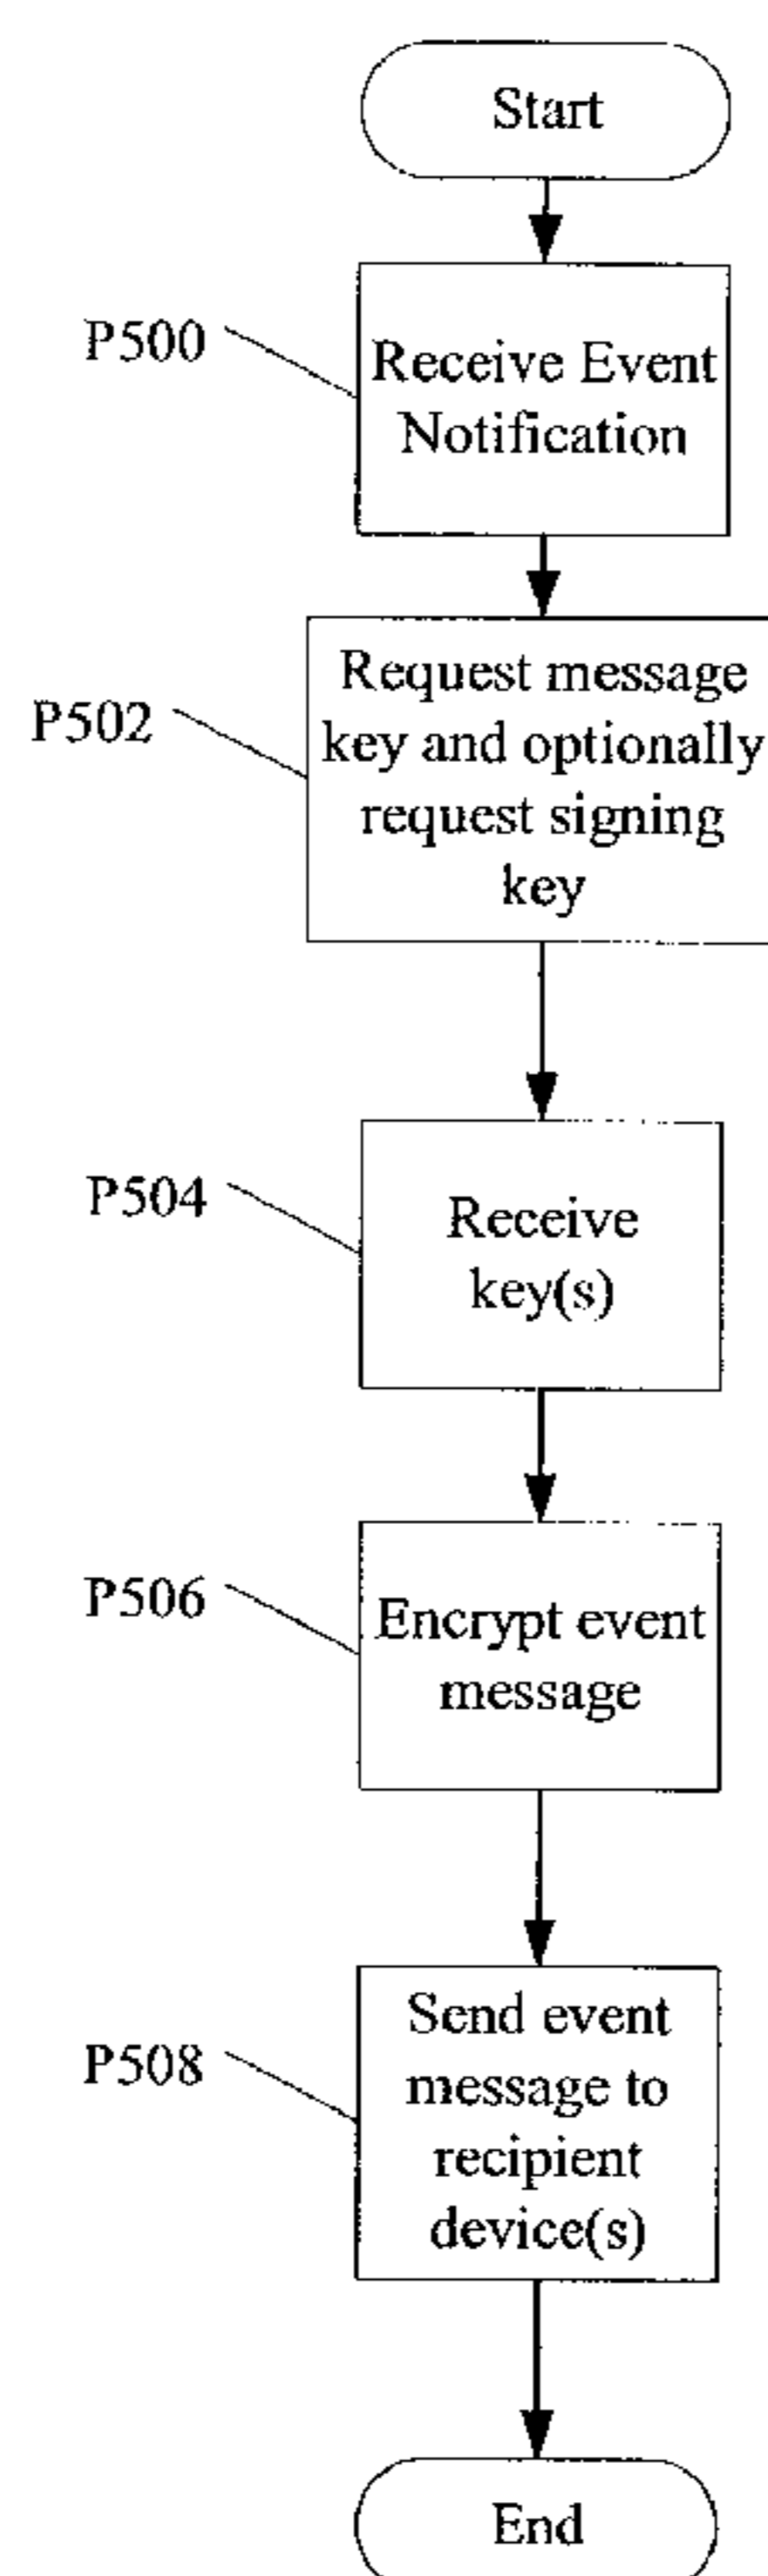 Start
P500
Receive Event
Notification
P502
Request message
key and optionally
request signing
key
P504
Receive
key(s)
P506
Encrypt event
message
P508
Send event
message to
recipient
device(s)
End